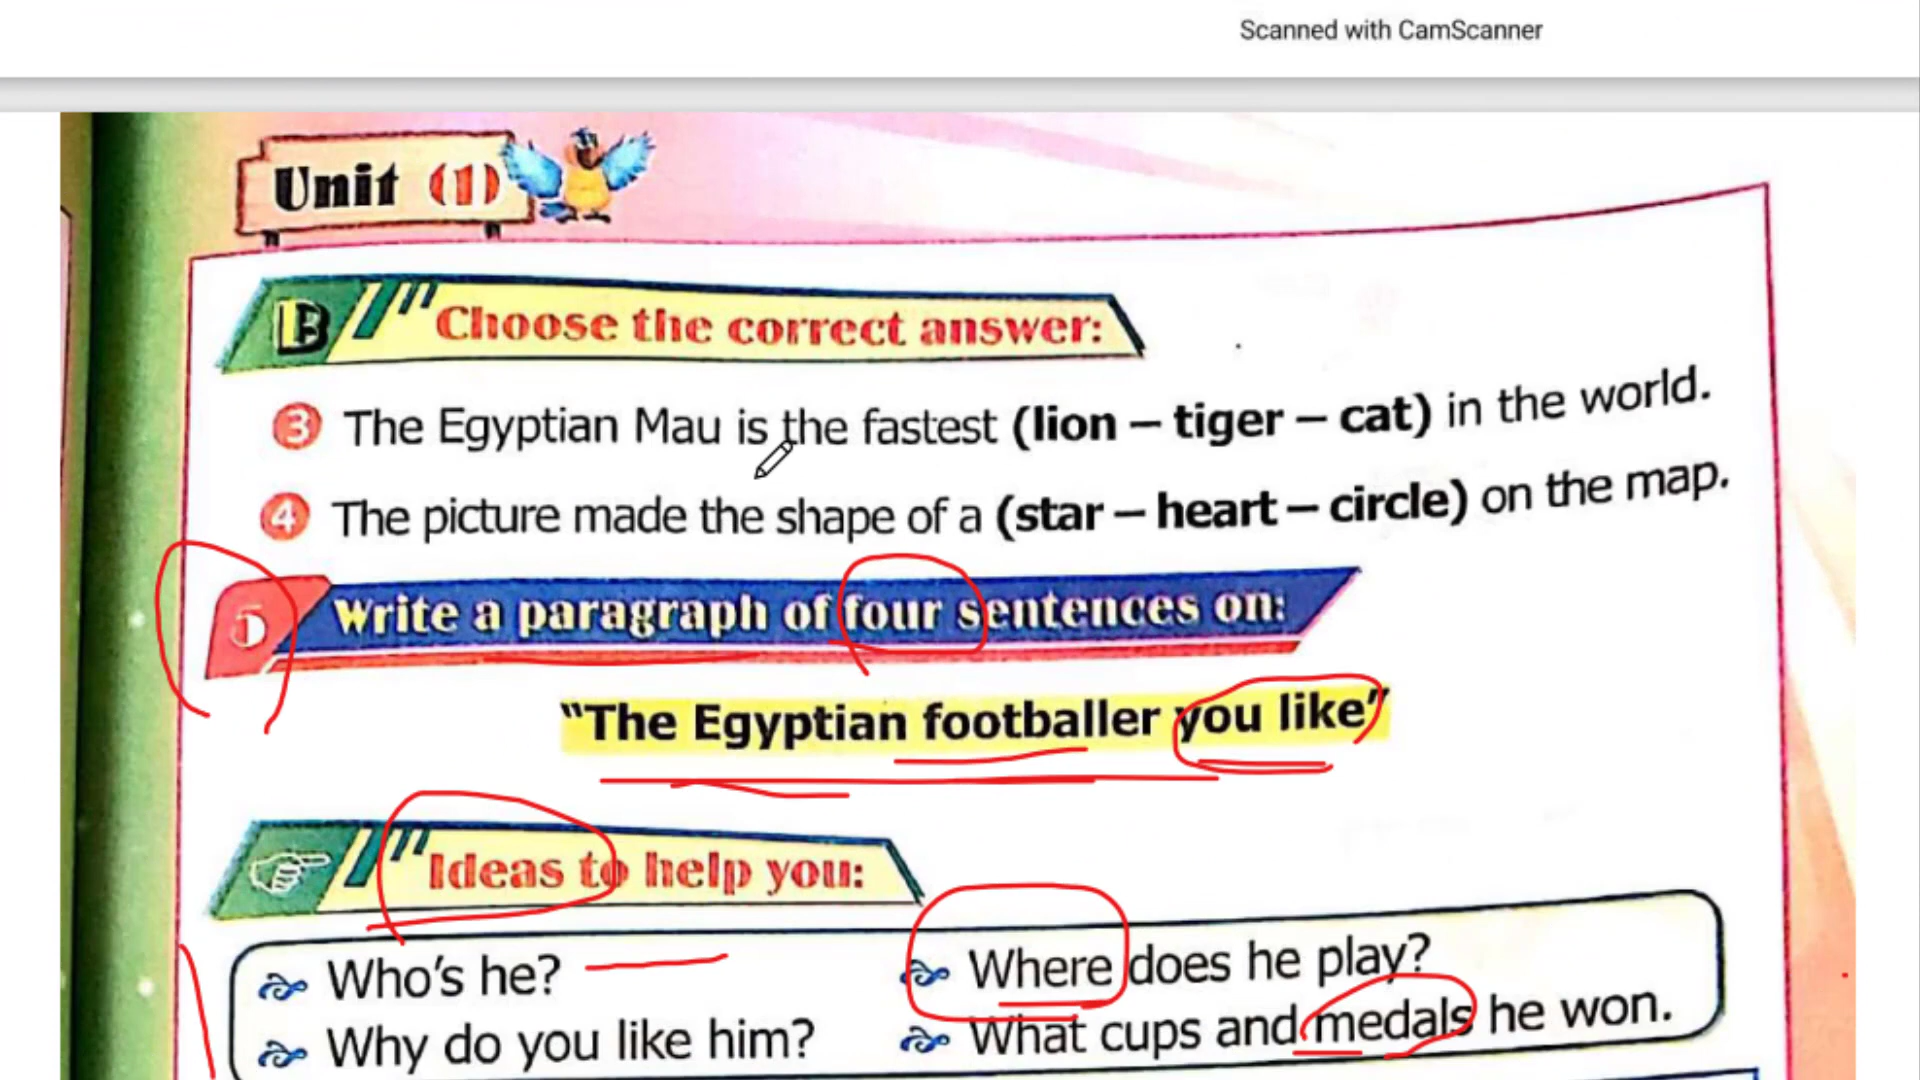 Scanned with CamScanner
Unit (1)
B Choose the correct answer:
3 The Egyptian Mau is the fastest (lion – tiger – cat) in the world.
4 The picture made the shape of a (star – heart – circle) on the map.
5 Write a paragraph of four sentences on:
“The Egyptian footballer you like”
Ideas to help you:
Who's he? Where does he play?
Why do you like him? What cups and medals he won.